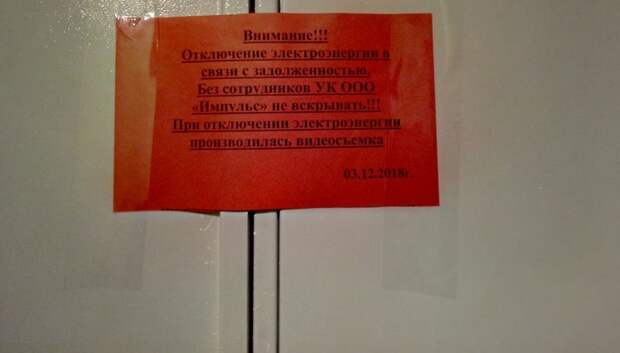 Внимание!!!
Отключение электроэнергии в
связи с задолженностью.
Без сотрудников УК ООО
«Импульс» не вскрывать!!!
При отключении электроэнергии
производилась видеосъемка
03.12.2018г.